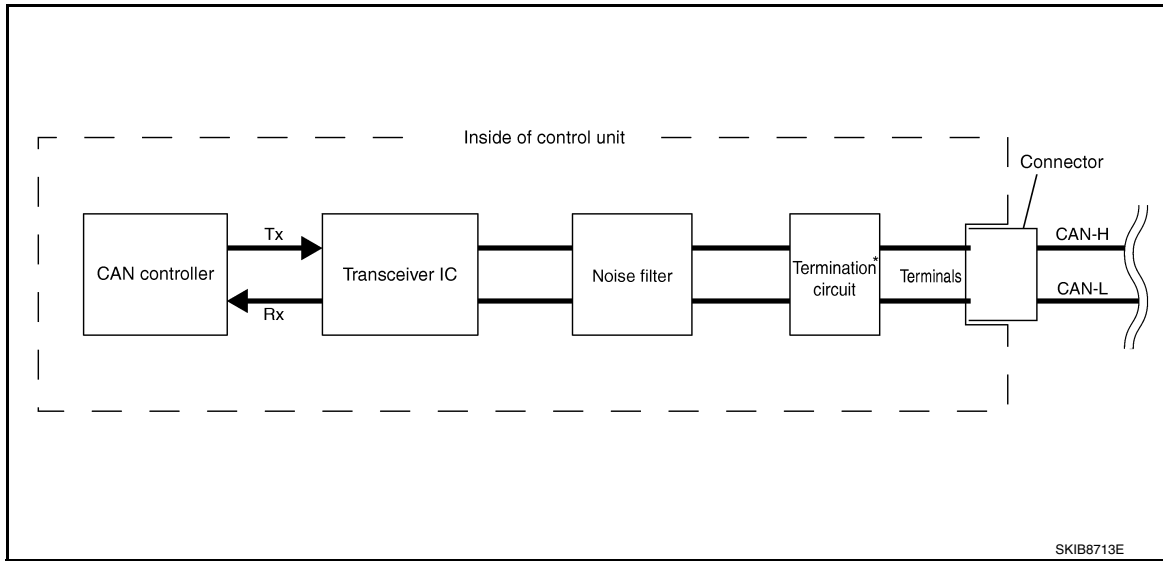 Inside of control unit
Connector
CAN controller
Tx
Rx
Transceiver IC
Noise filter
Termination*
circuit
Terminals
CAN-H
CAN-L
SKIB8713E